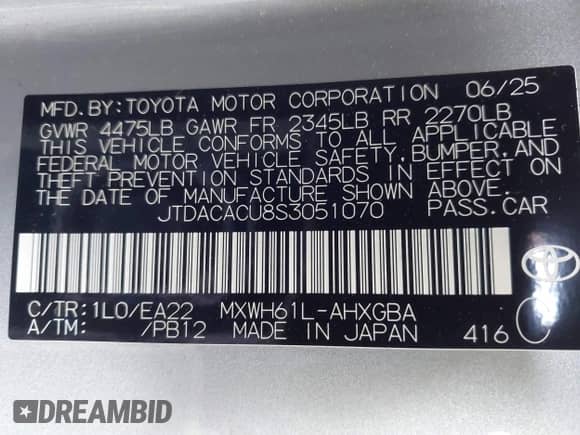 MFD. BY: TOYOTA MOTOR CORPORATION 06/25
GVWR 4475LB GAWR FR 2345LB RR 2270LB
THIS VEHICLE CONFORMS TO ALL APPLICABLE
FEDERAL MOTOR VEHICLE SAFETY, BUMPER, AND
THEFT PREVENTION STANDARDS IN EFFECT ON
THE DATE OF MANUFACTURE SHOWN ABOVE.
JTDACACU8S3051070 PASS. CAR
C/TR: 1L0/EA22 MXWH61L-AHXGBA
A/TM: /PB12 MADE IN JAPAN 416
DREAMBID